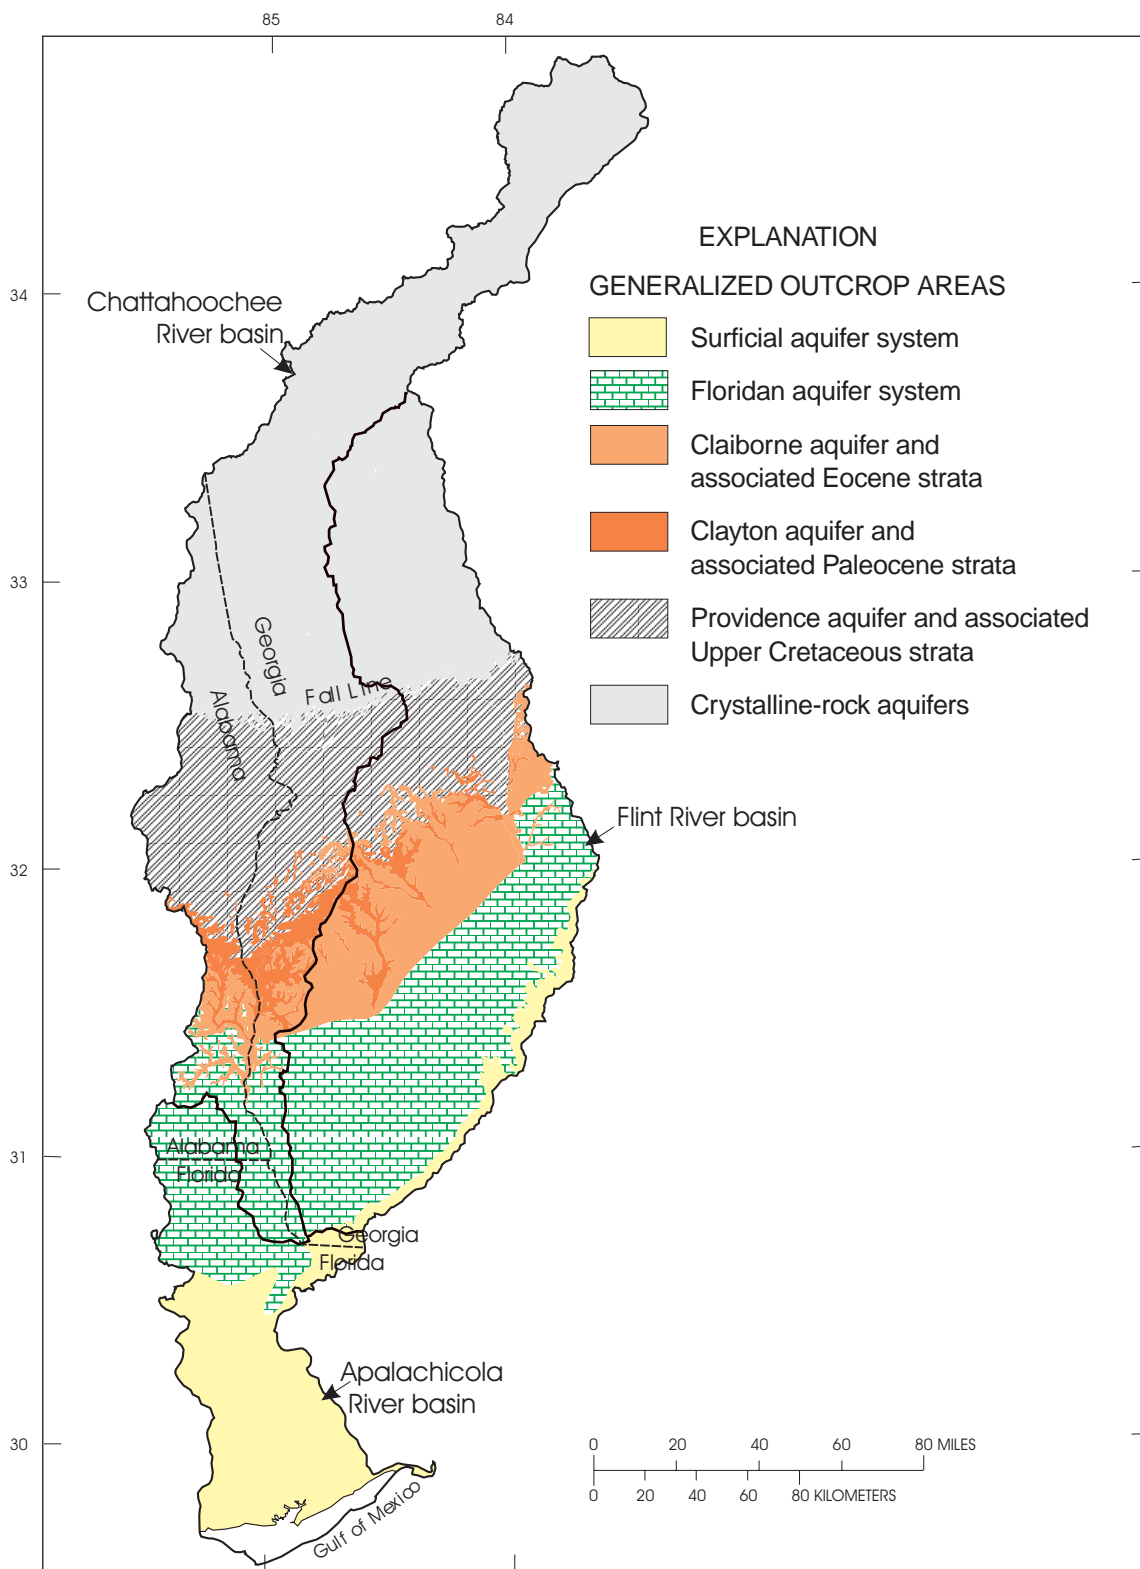 85
84
EXPLANATION
GENERALIZED OUTCROP AREAS
34
Chattahoochee
River basin
Surficial aquifer system
Floridan aquifer system
Claiborne aquifer and
associated Eocene strata
Clayton aquifer and
associated Paleocene strata
33
Providence aquifer and associated
Upper Cretaceous strata
Georgia
Alabama
Fall Line
Crystalline-rock aquifers
Flint River basin
32
31
Alabama
Florida
Georgia
Florida
Apalachicola
River basin
30
0 20 40 60 80 MILES
0 20 40 60 80 KILOMETERS
Gulf of Mexico